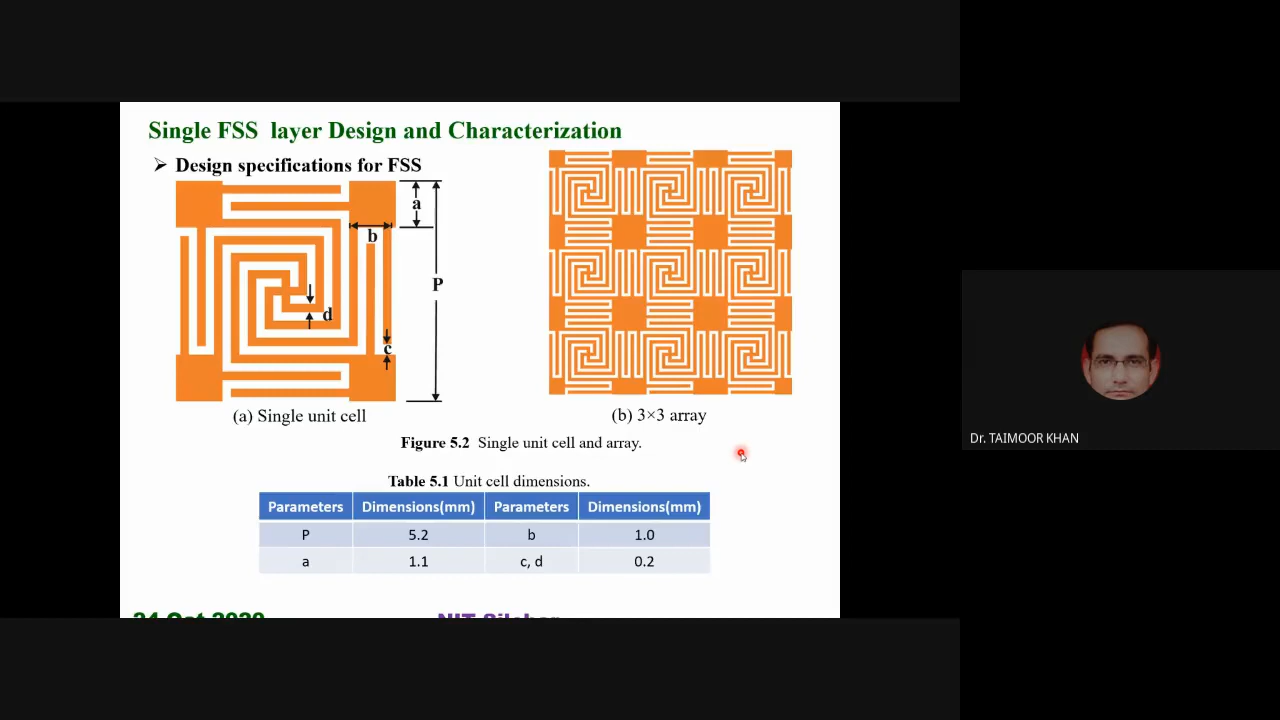 Single FSS layer Design and Characterization
➢ Design specifications for FSS
a
b
P
d
c
(a) Single unit cell
(b) 3×3 array
Figure 5.2 Single unit cell and array.
Table 5.1 Unit cell dimensions.
Parameters Dimensions(mm) Parameters Dimensions(mm)
P 5.2 b 1.0
a 1.1 c, d 0.2
Dr. TAIMOOR KHAN